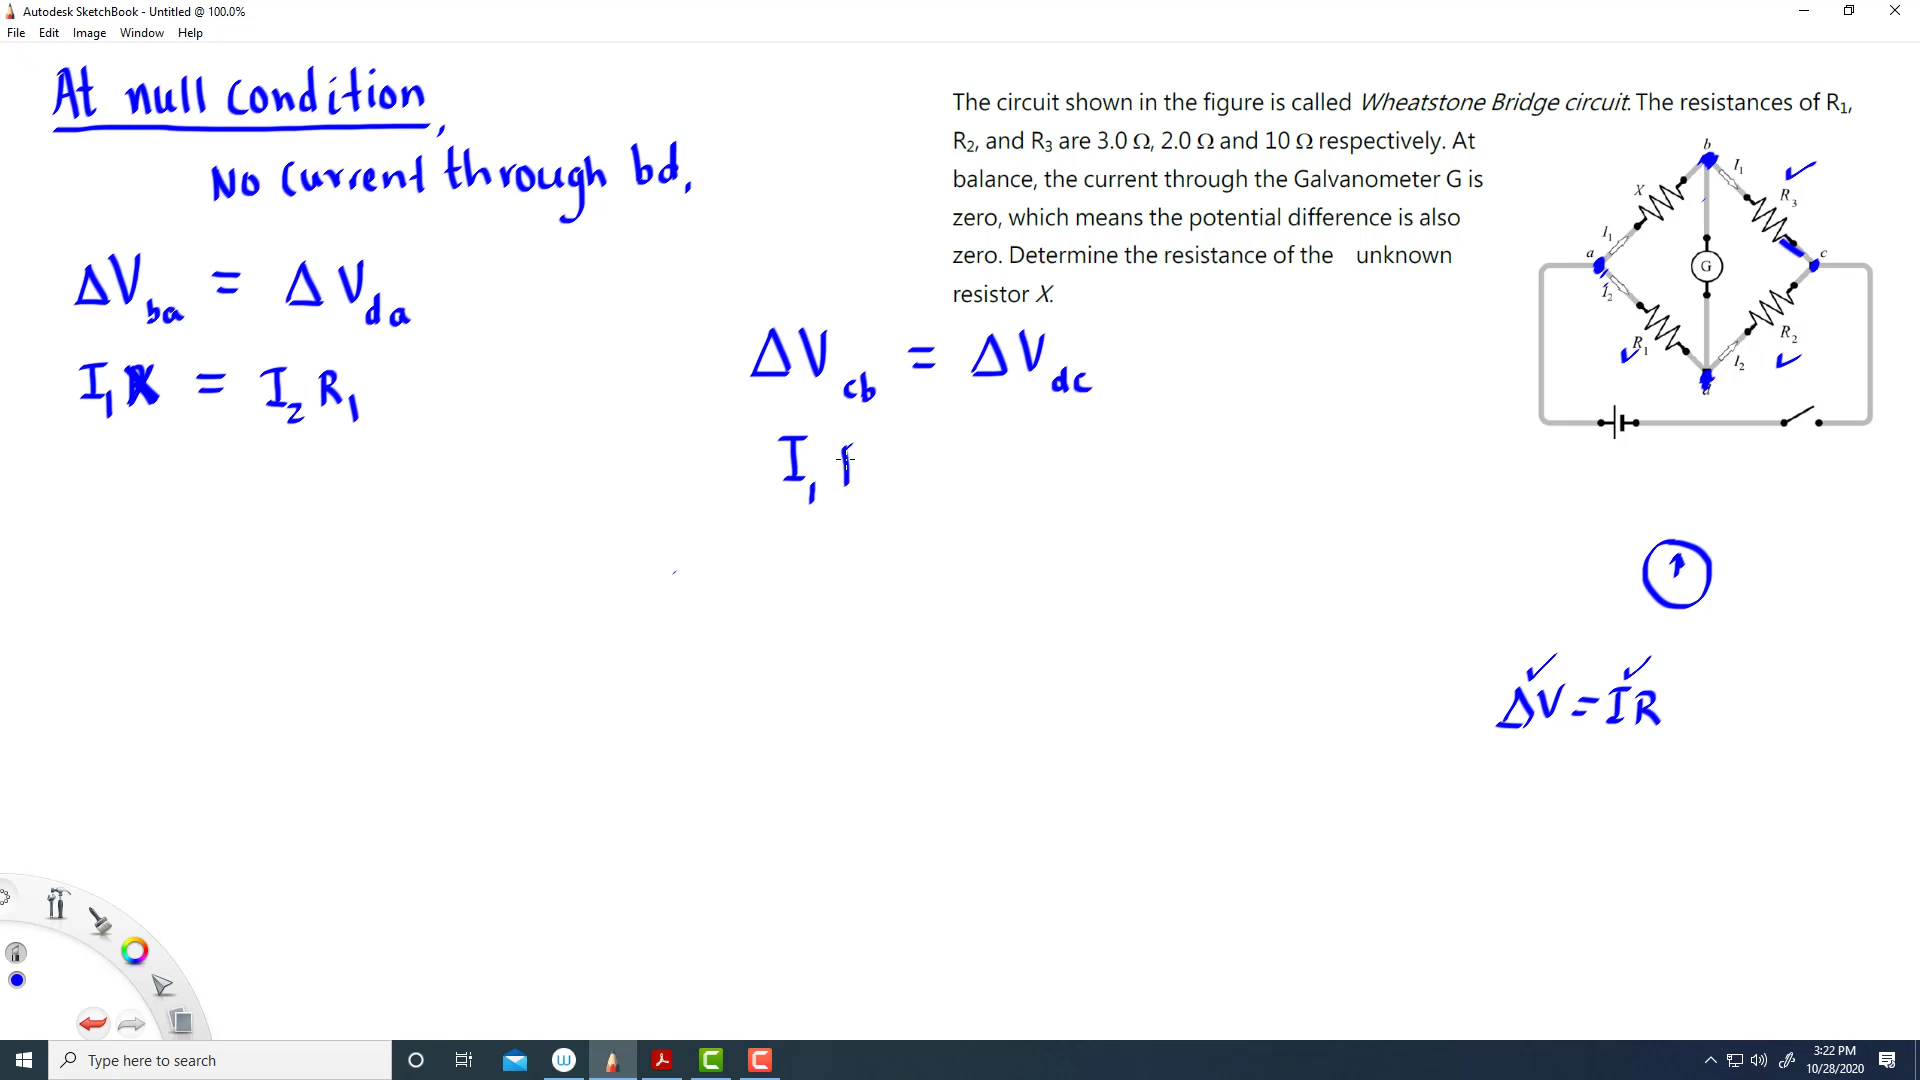 Autodesk SketchBook - Untitled @ 100.0%
File Edit Image Window Help
At null condition,
No current through bd.
ΔV_ba = ΔV_da
I₁X = I₂R₁
The circuit shown in the figure is called Wheatstone Bridge circuit. The resistances of R₁,
R₂, and R₃ are 3.0 Ω, 2.0 Ω and 10 Ω respectively. At
balance, the current through the Galvanometer G is
zero, which means the potential difference is also
zero. Determine the resistance of the unknown
resistor X.
ΔV_cb = ΔV_dc
I₁
b
X I₁ R₃
I₁
a c
G
I₂
R₁ R₂
I₂
d
ΔV = IR
Type here to search
3:22 PM
10/28/2020